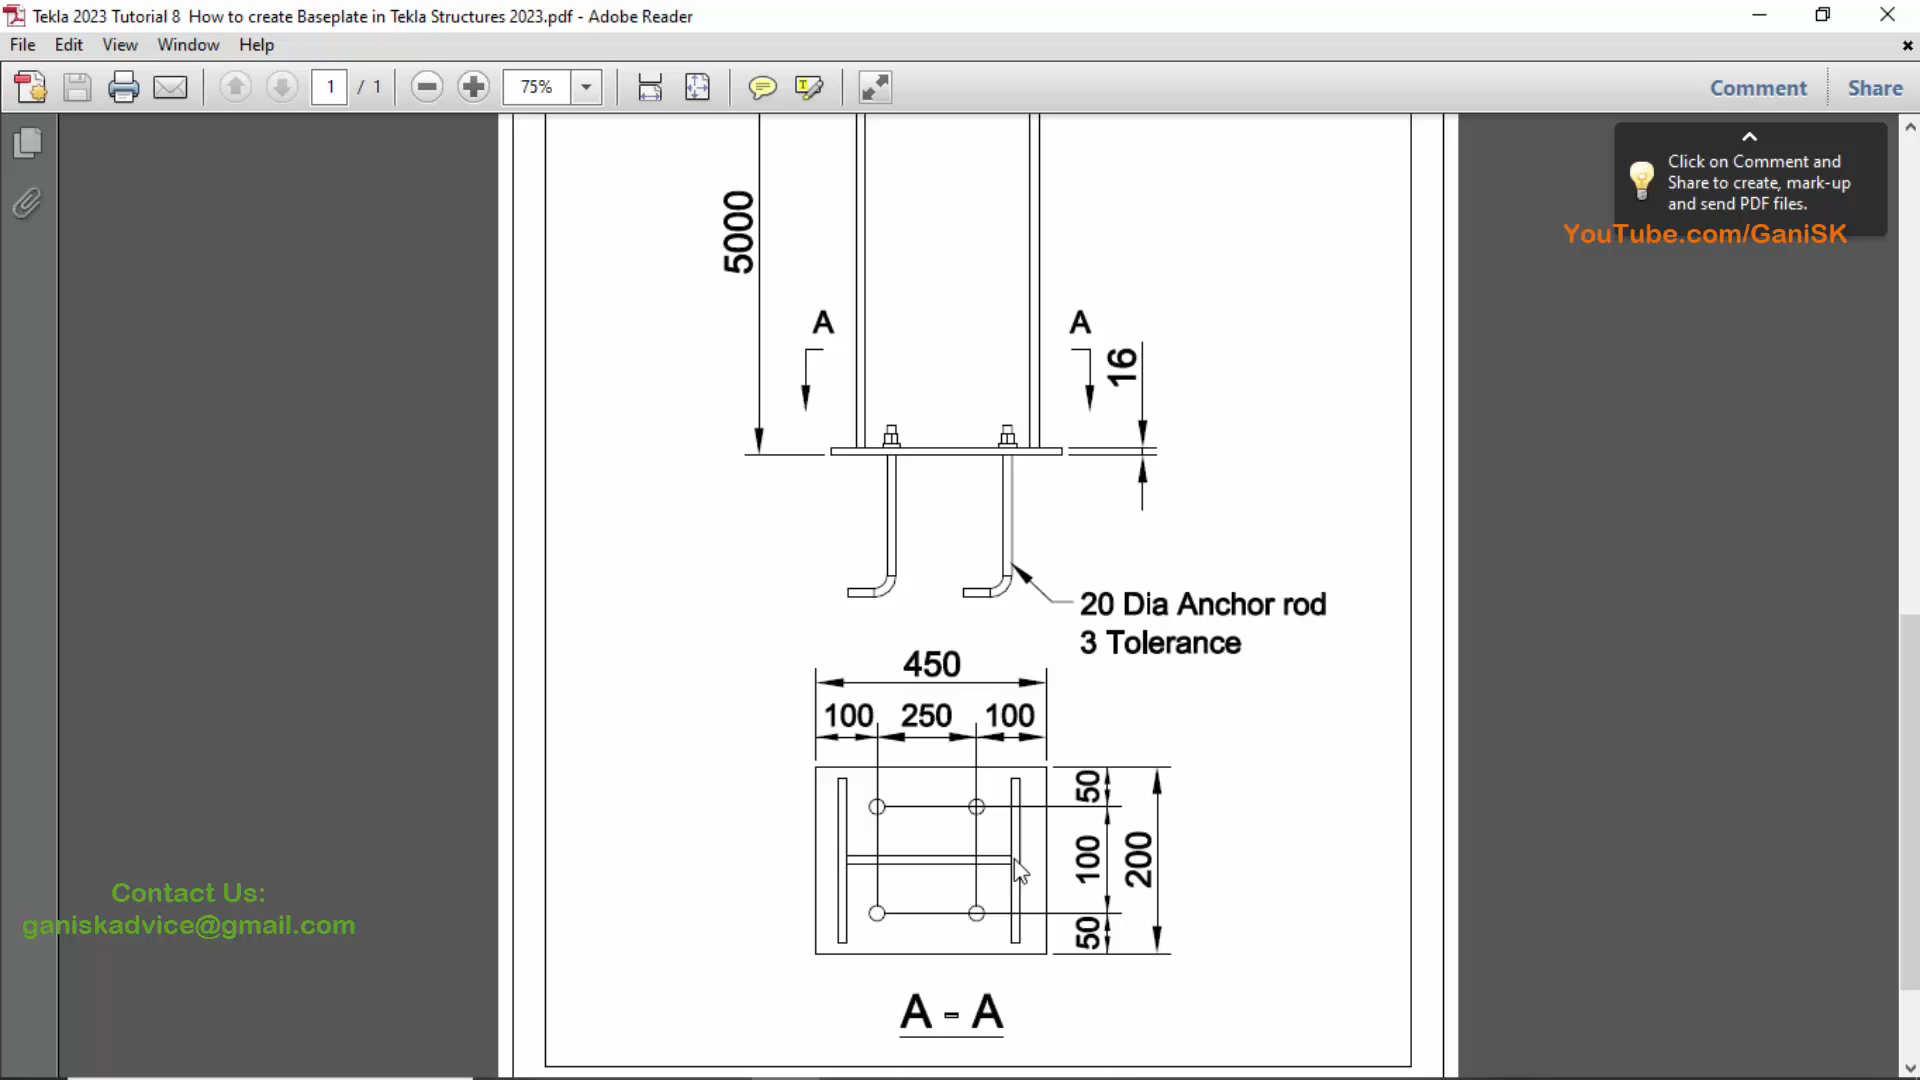 Tekla 2023 Tutorial 8  How to create Baseplate in Tekla Structures 2023.pdf - Adobe Reader
File Edit View Window Help
1 / 1 75% Comment Share
Click on Comment and
Share to create, mark-up
and send PDF files.
YouTube.com/GaniSK
5000
A A
16
20 Dia Anchor rod
3 Tolerance
450
100 250 100
50
100
50
200
Contact Us:
ganiskadvice@gmail.com
A - A